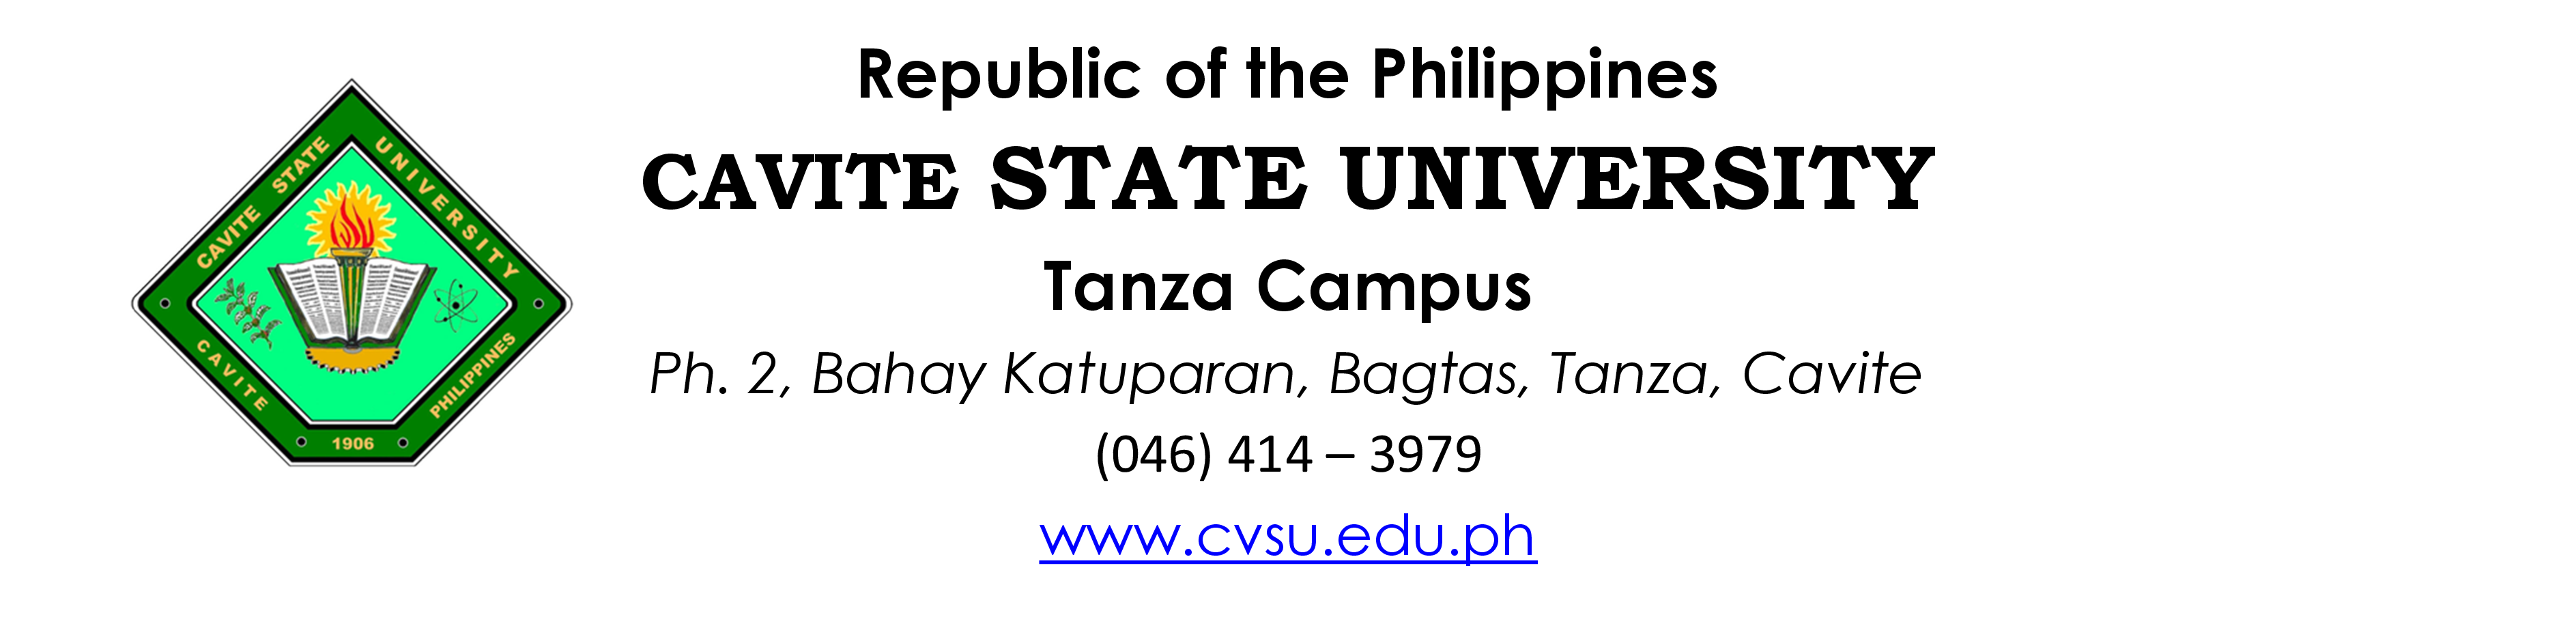 CAVITE STATE UNIVERSITY
CAVITE
PHILIPPINES
1906
Republic of the Philippines
CAVITE STATE UNIVERSITY
Tanza Campus
Ph. 2, Bahay Katuparan, Bagtas, Tanza, Cavite
(046) 414 – 3979
www.cvsu.edu.ph